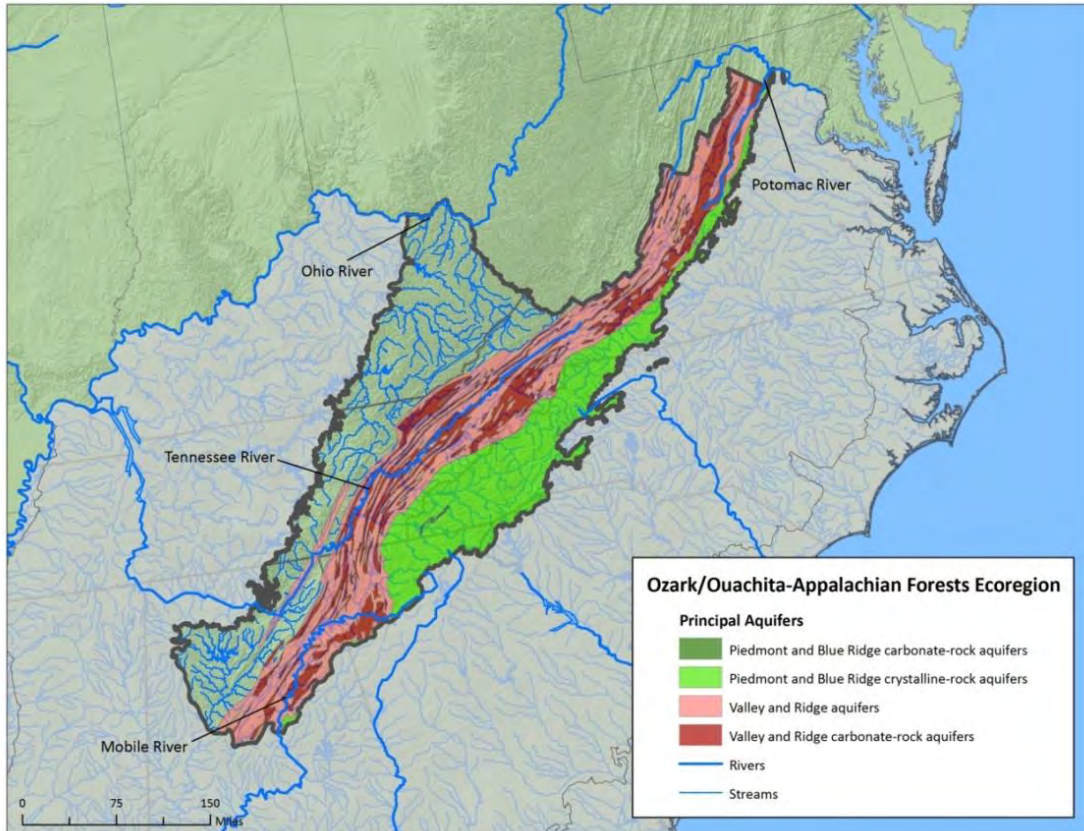 Potomac River
Ohio River
Tennessee River
Mobile River
0 75 150
Miles
Ozark/Ouachita-Appalachian Forests Ecoregion
Principal Aquifers
Piedmont and Blue Ridge carbonate-rock aquifers
Piedmont and Blue Ridge crystalline-rock aquifers
Valley and Ridge aquifers
Valley and Ridge carbonate-rock aquifers
Rivers
Streams